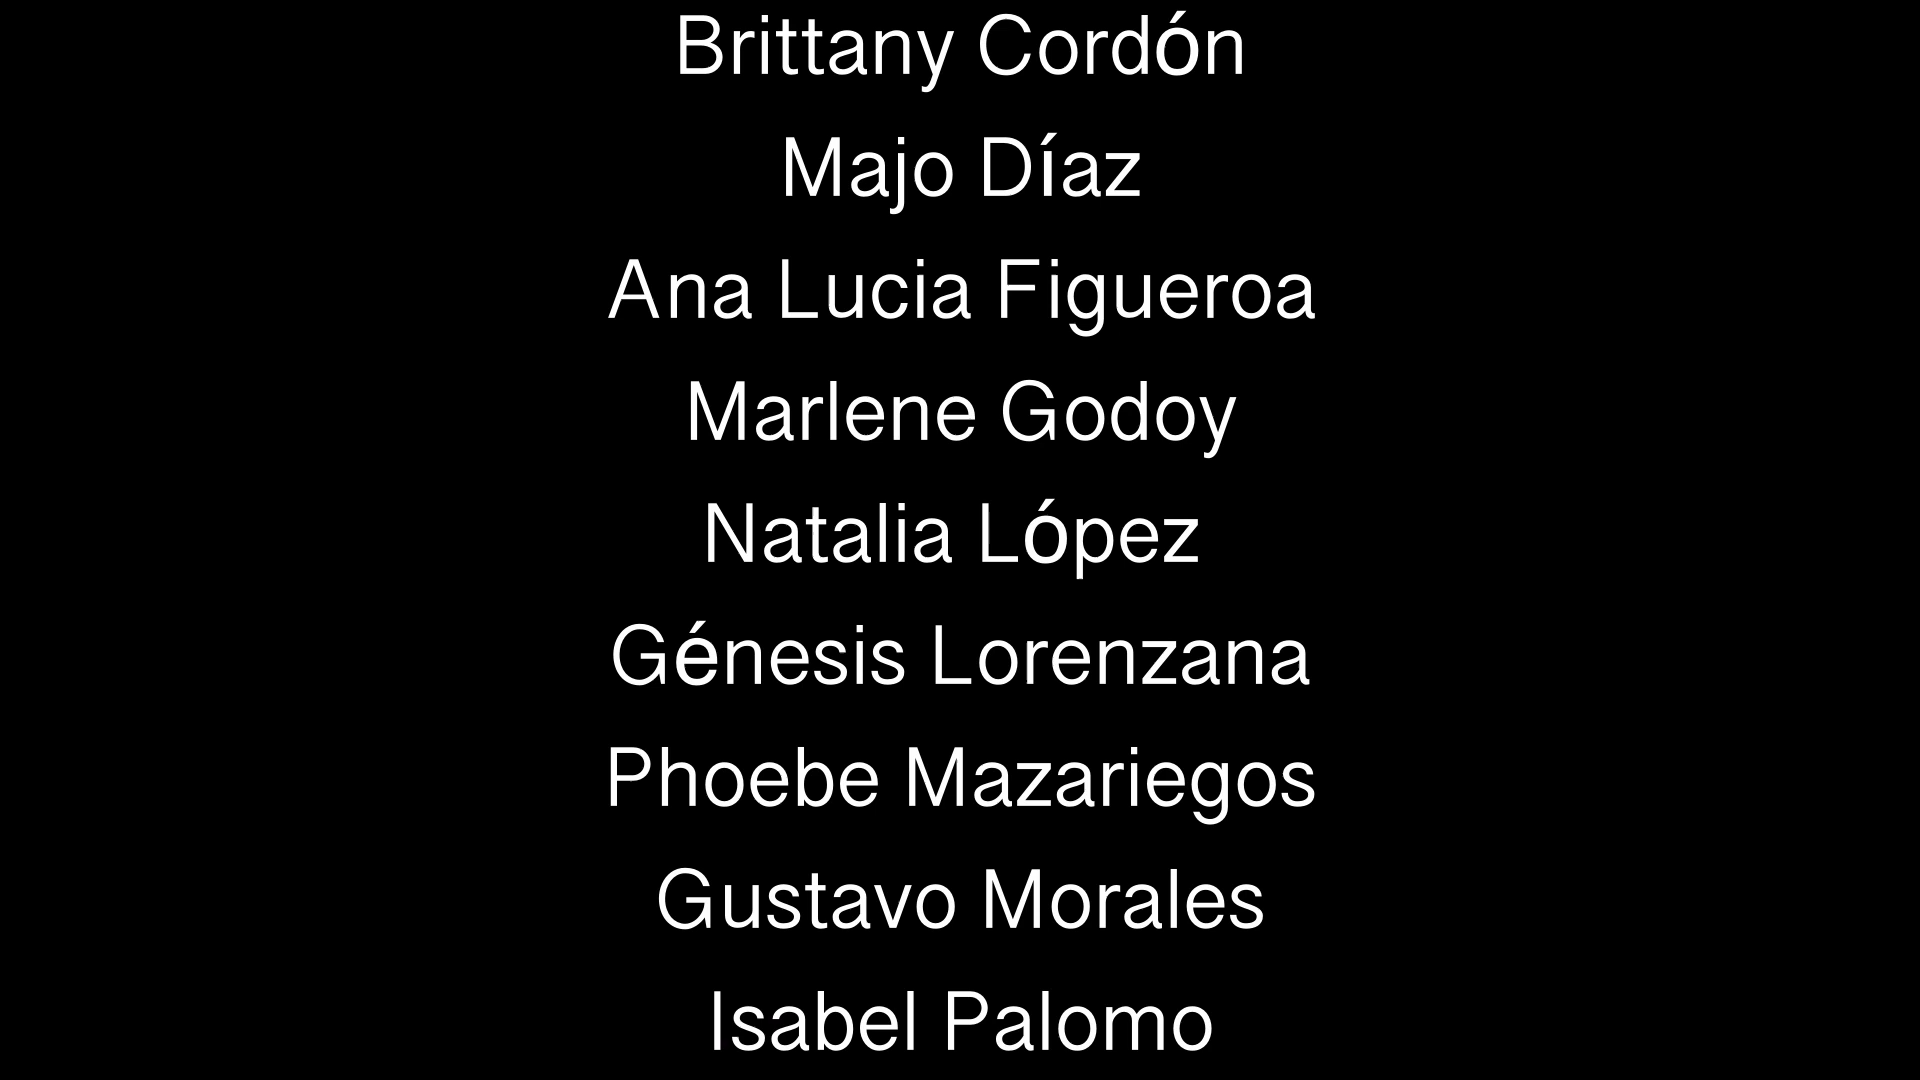 Brittany Cordón
Majo Díaz
Ana Lucia Figueroa
Marlene Godoy
Natalia López
Génesis Lorenzana
Phoebe Mazariegos
Gustavo Morales
Isabel Palomo